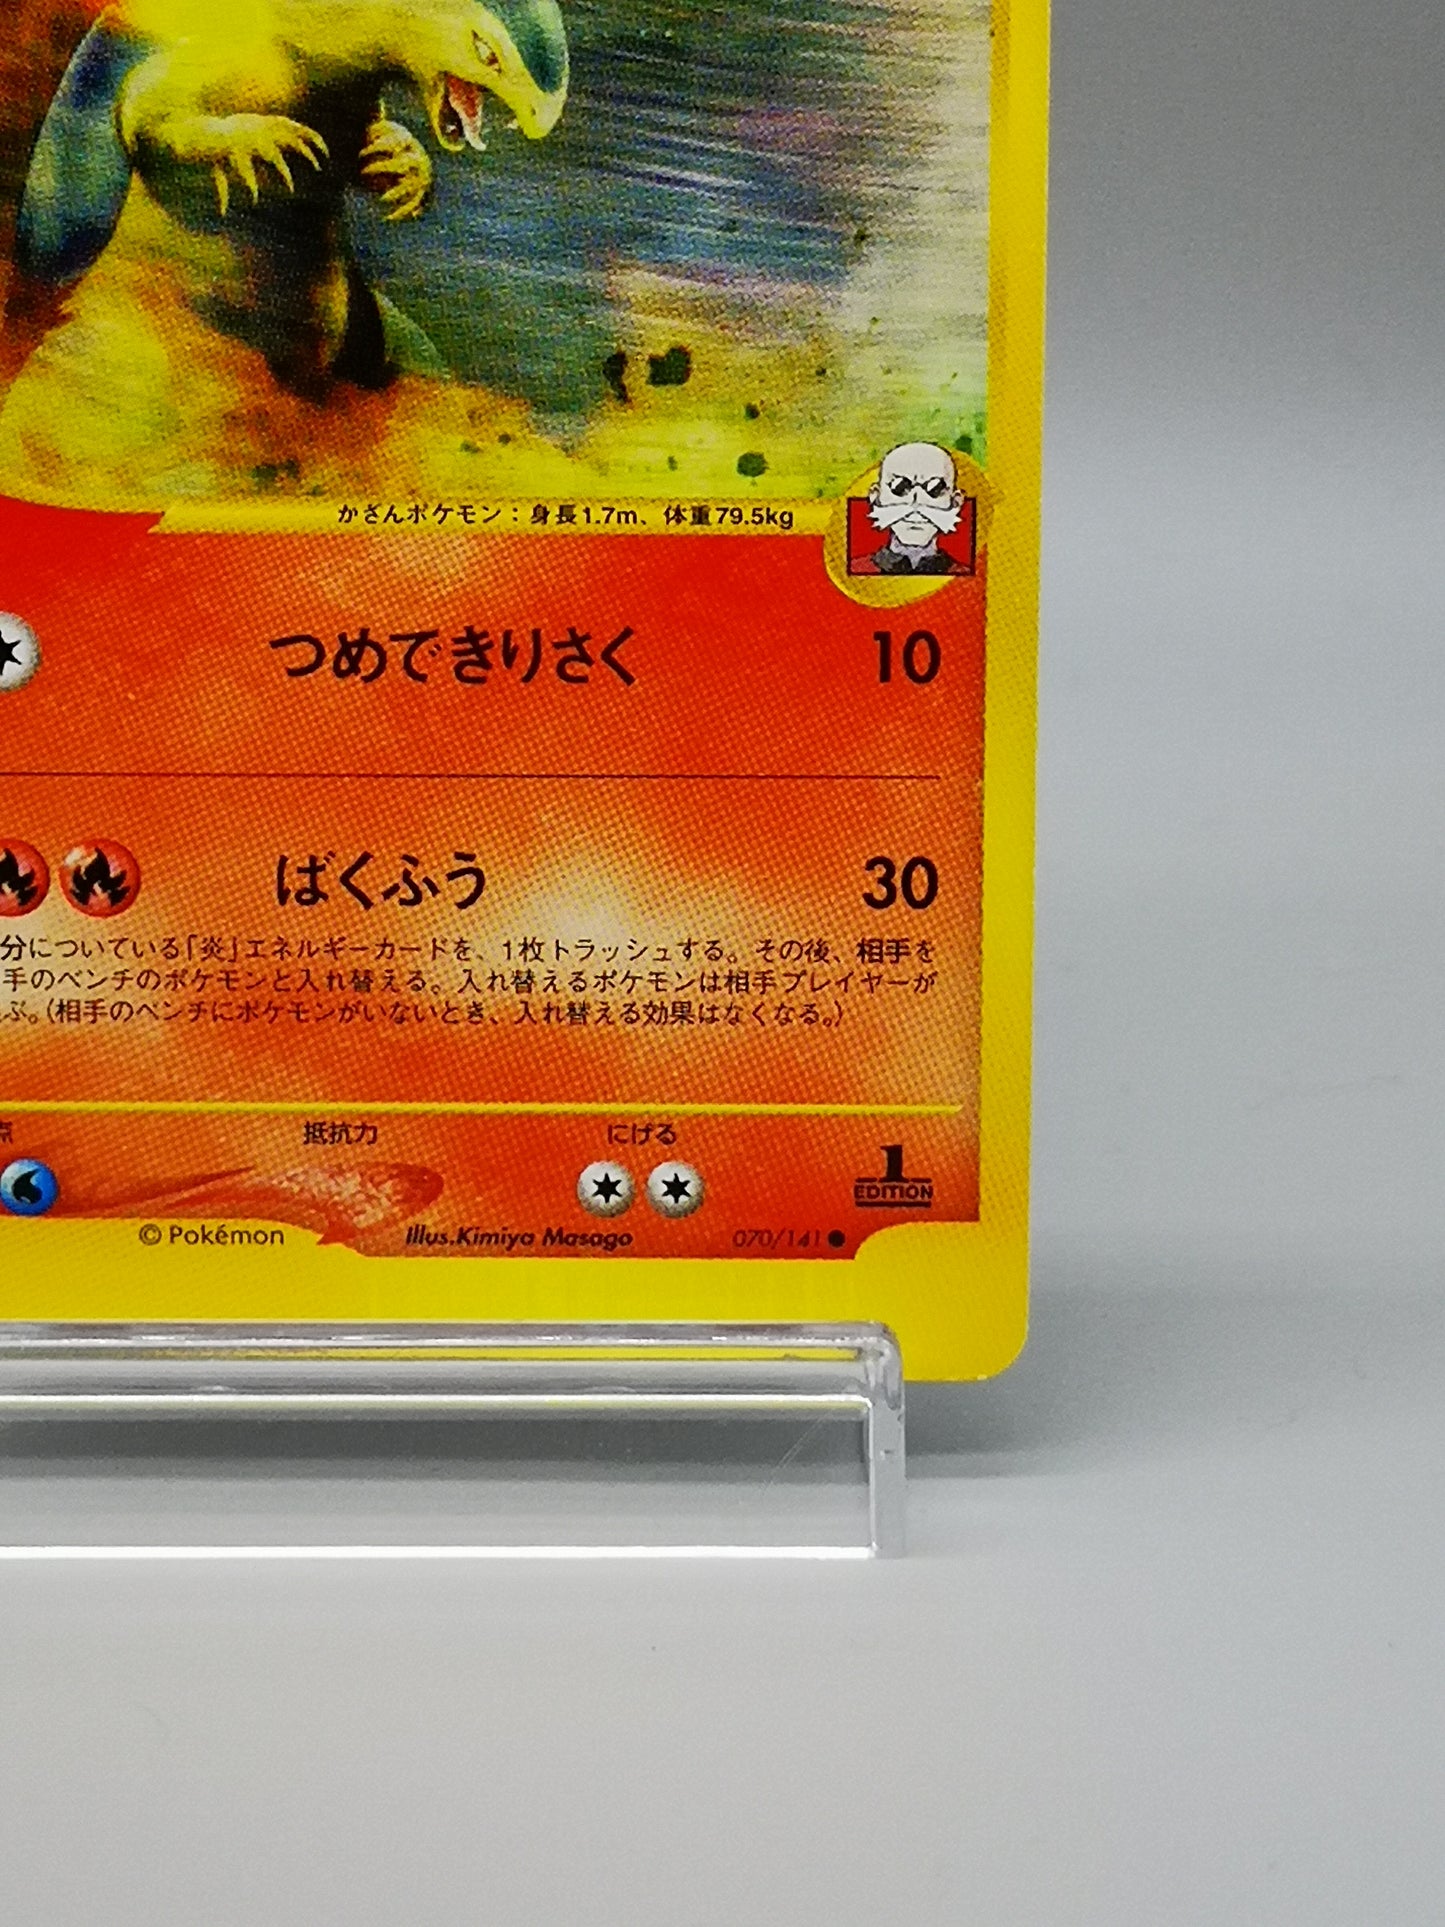 かざんポケモン：身長1.7m、体重79.5kg
つめできりさく 10
ばくふう 30
分についている「炎」エネルギーカードを、1枚トラッシュする。その後、相手を
手のベンチのポケモンと入れ替える。入れ替えるポケモンは相手プレイヤーが
ぶ。（相手のベンチにポケモンがいないとき、入れ替える効果はなくなる。）
点 抵抗力 にげる
1
EDITION
© Pokémon Illus.Kimiya Masago 070/141●